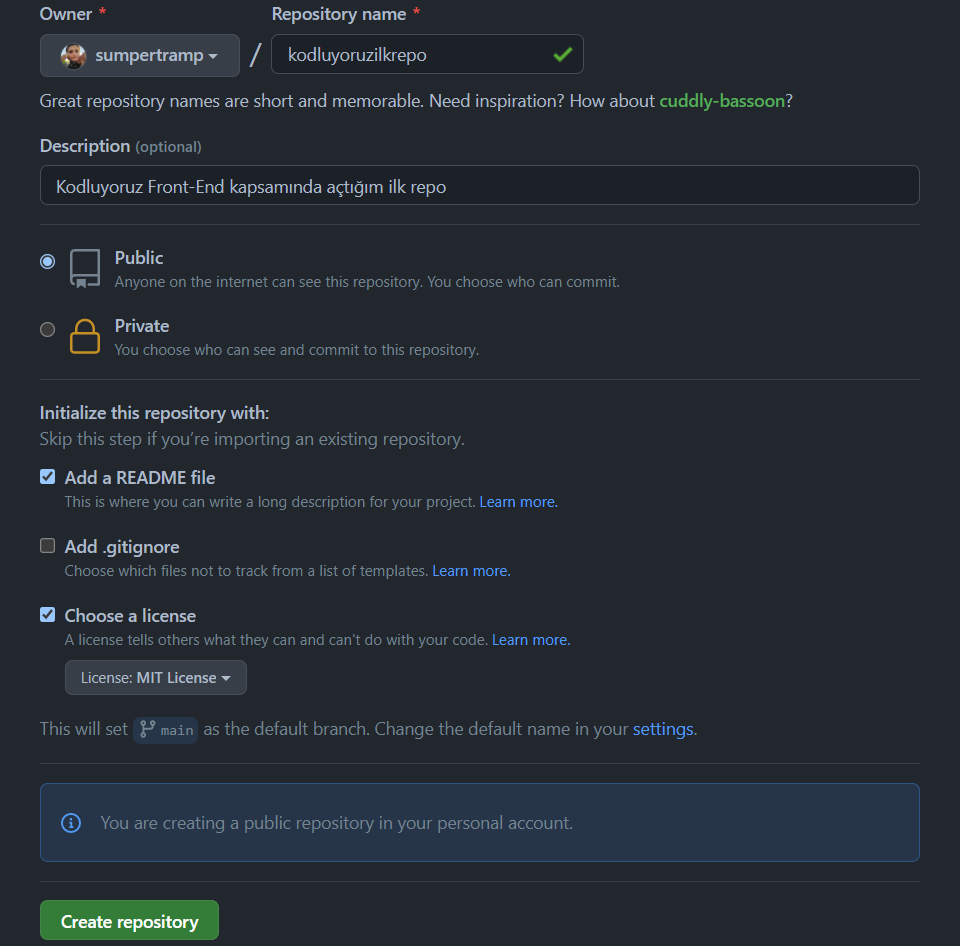 Owner * Repository name *
sumpertramp / kodluyoruzilkrepo
Great repository names are short and memorable. Need inspiration? How about cuddly-bassoon?
Description (optional)
Kodluyoruz Front-End kapsamında açtığım ilk repo
Public
Anyone on the internet can see this repository. You choose who can commit.
Private
You choose who can see and commit to this repository.
Initialize this repository with:
Skip this step if you’re importing an existing repository.
Add a README file
This is where you can write a long description for your project. Learn more.
Add .gitignore
Choose which files not to track from a list of templates. Learn more.
Choose a license
A license tells others what they can and can't do with your code. Learn more.
License: MIT License
This will set main as the default branch. Change the default name in your settings.
You are creating a public repository in your personal account.
Create repository